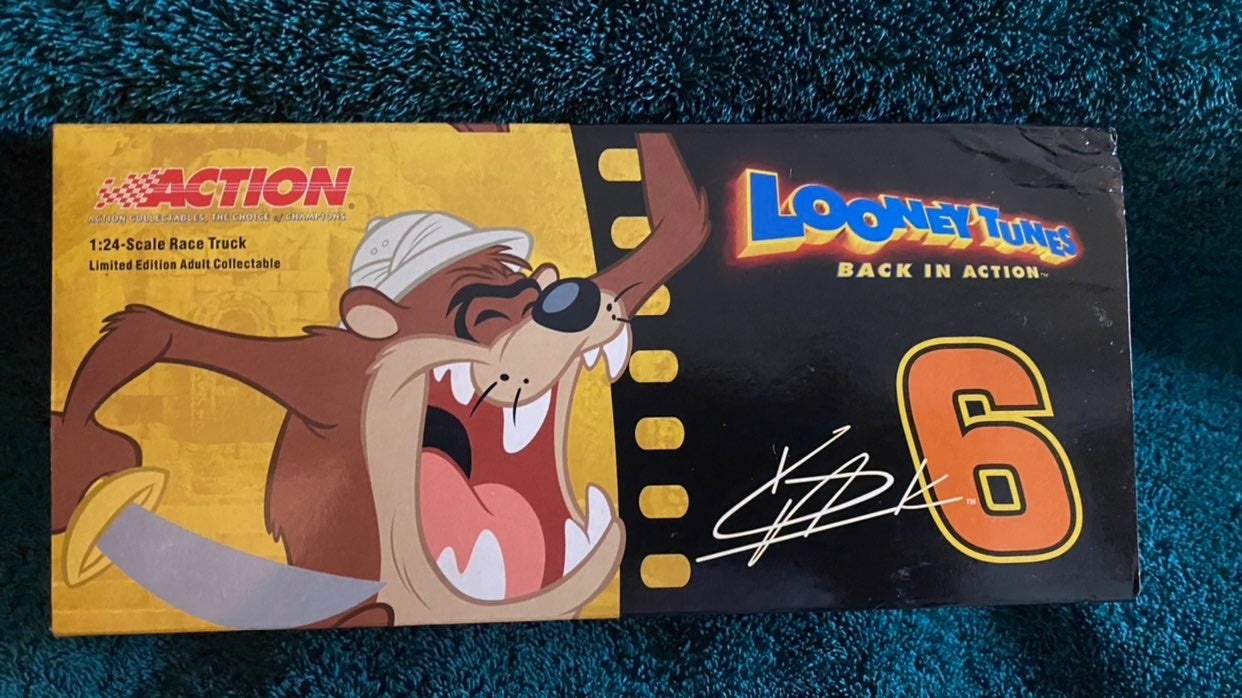 ACTION®
ACTION COLLECTABLES, THE CHOICE of CHAMPIONS
1:24-Scale Race Truck
Limited Edition Adult Collectable
LOONEY TUNES
BACK IN ACTION™
6
™